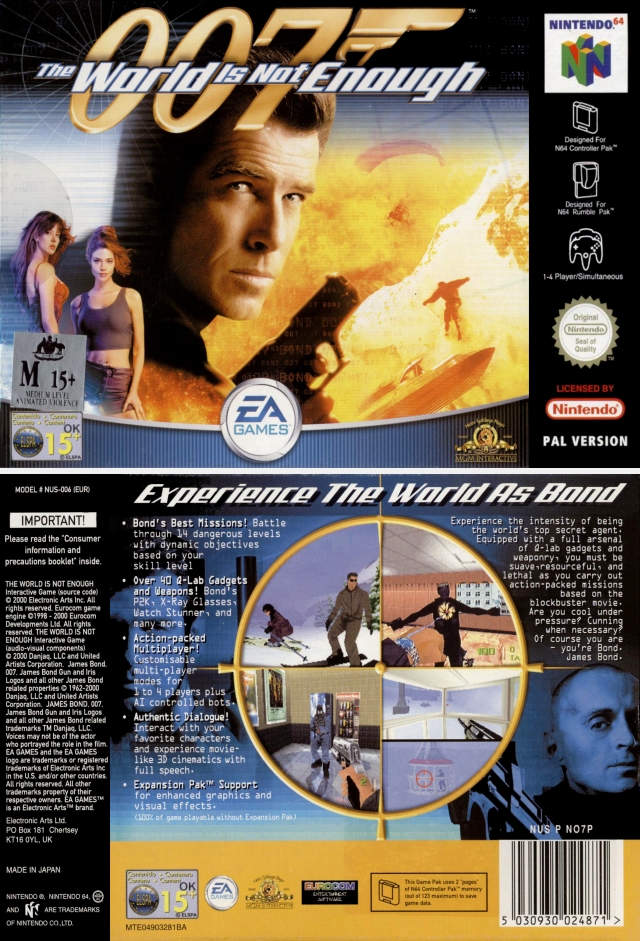 007
™
The World Is Not Enough
NINTENDO 64
N
Designed For
N64 Controller Pak™
Designed For
N64 Rumble Pak™
1-4 Player/Simultaneous
Original
Nintendo
Seal of
Quality
™
LICENSED BY
Nintendo®
PAL VERSION
BOND
M 15+
MEDIUM LEVEL
ANIMATED VIOLENCE
ELSPA
OK
15+
© ELSPA
EA
GAMES™
MGM INTERACTIVE
MODEL # NUS-006 (EUR)
IMPORTANT!
Please read the "Consumer
information and
precautions booklet" inside.
THE WORLD IS NOT ENOUGH
Interactive Game (source code)
© 2000 Electronic Arts Inc. All
rights reserved. Eurocom game
engine ©1998 - 2000 Eurocom
Developments Ltd. All rights
reserved. THE WORLD IS NOT
ENOUGH Interactive Game
(audio-visual components)
© 2000 Danjaq, LLC and United
Artists Corporation. James Bond,
007, James Bond Gun and Iris
Logos and all other James Bond
related properties © 1962-2000
Danjaq, LLC and United Artists
Corporation. JAMES BOND, 007,
James Bond Gun and Iris Logos
and all other James Bond related
trademarks TM Danjaq, LLC.
Voices may not be of the actor
who portrayed the role in the film.
EA GAMES and the EA GAMES
logo are trademarks or registered
trademarks of Electronic Arts Inc
in the U.S. and/or other countries.
All rights reserved. All other
trademarks property of their
respective owners. EA GAMES™
is an Electronic Arts™ brand.
Electronic Arts Ltd.
PO Box 181 Chertsey
KT16 0YL, UK
MADE IN JAPAN
NINTENDO ®, NINTENDO 64,
AND N ARE TRADEMARKS
OF NINTENDO CO.,LTD.
Experience The World As Bond
• Bond's Best Missions! Battle
through 14 dangerous levels
with dynamic objectives
based on your
skill level
• Over 40 Q-Lab Gadgets
and Weapons! Bond's
P2K, X-Ray Glasses,
Watch Stunner, and
many more.
• Action-packed
Multiplayer!
Customisable
multi-player
modes for
1 to 4 players plus
AI controlled bots.
• Authentic Dialogue!
Interact with your
favorite characters
and experience movie-
like 3D cinematics with
full speech.
• Expansion Pak™ Support
for enhanced graphics and
visual effects.
(100% of game playable without Expansion Pak)
Experience the intensity of being
the world's top secret agent.
Equipped with a full arsenal
of Q-lab gadgets and
weaponry, you must be
suave, resourceful, and
lethal as you carry out
action-packed missions
based on the
blockbuster movie.
Are you cool under
pressure? Cunning
when necessary?
Of course you are
- you're Bond.
James Bond.
NUS P NO7P
ELSPA
OK
15+
© ELSPA
EA
GAMES
MGM INTERACTIVE
EUROCOM
ENTERTAINMENT
SOFTWARE
This Game Pak uses 2 "pages"
of N64 Controller Pak™ memory
(out of 123 maximum) to save
game data.
MTE04903281BA
5 030930 024871 >